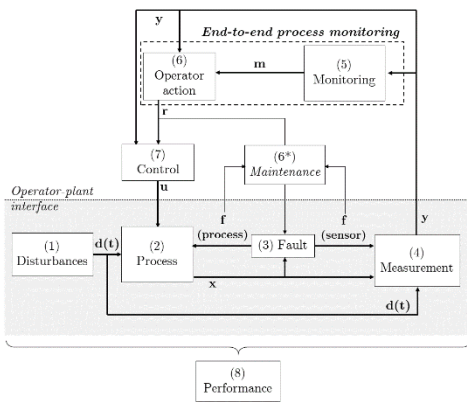 y
End-to-end process monitoring
(6)
Operator
action
m
(5)
Monitoring
r
(7)
Control
(6*)
Maintenance
u
Operator-plant
interface
f
f
y
(1)
Disturbances
d(t)
(2)
Process
(process)
(3) Fault
(sensor)
(4)
Measurement
x
d(t)
(8)
Performance